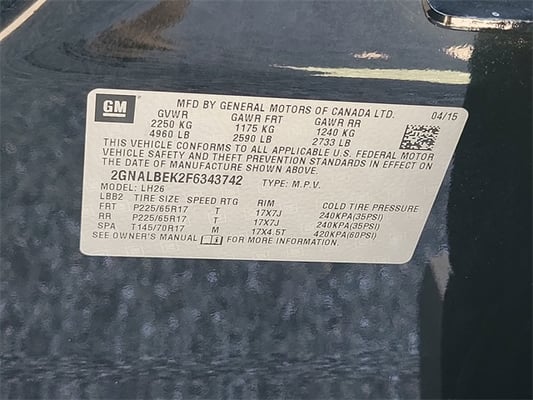 GM
MFD BY GENERAL MOTORS OF CANADA LTD. 04/15
GVWR GAWR FRT GAWR RR
2250 KG 1175 KG 1240 KG
4960 LB 2590 LB 2733 LB
THIS VEHICLE CONFORMS TO ALL APPLICABLE U.S. FEDERAL MOTOR
VEHICLE SAFETY AND THEFT PREVENTION STANDARDS IN EFFECT ON
THE DATE OF MANUFACTURE SHOWN ABOVE.
2GNALBEK2F6343742 TYPE: M.P.V.
MODEL: LH26
LBB2 TIRE SIZE SPEED RTG RIM COLD TIRE PRESSURE
FRT P225/65R17 T 17X7J 240KPA(35PSI)
RR P225/65R17 T 17X7J 240KPA(35PSI)
SPA T145/70R17 M 17X4.5T 420KPA(60PSI)
SEE OWNER'S MANUAL i FOR MORE INFORMATION.